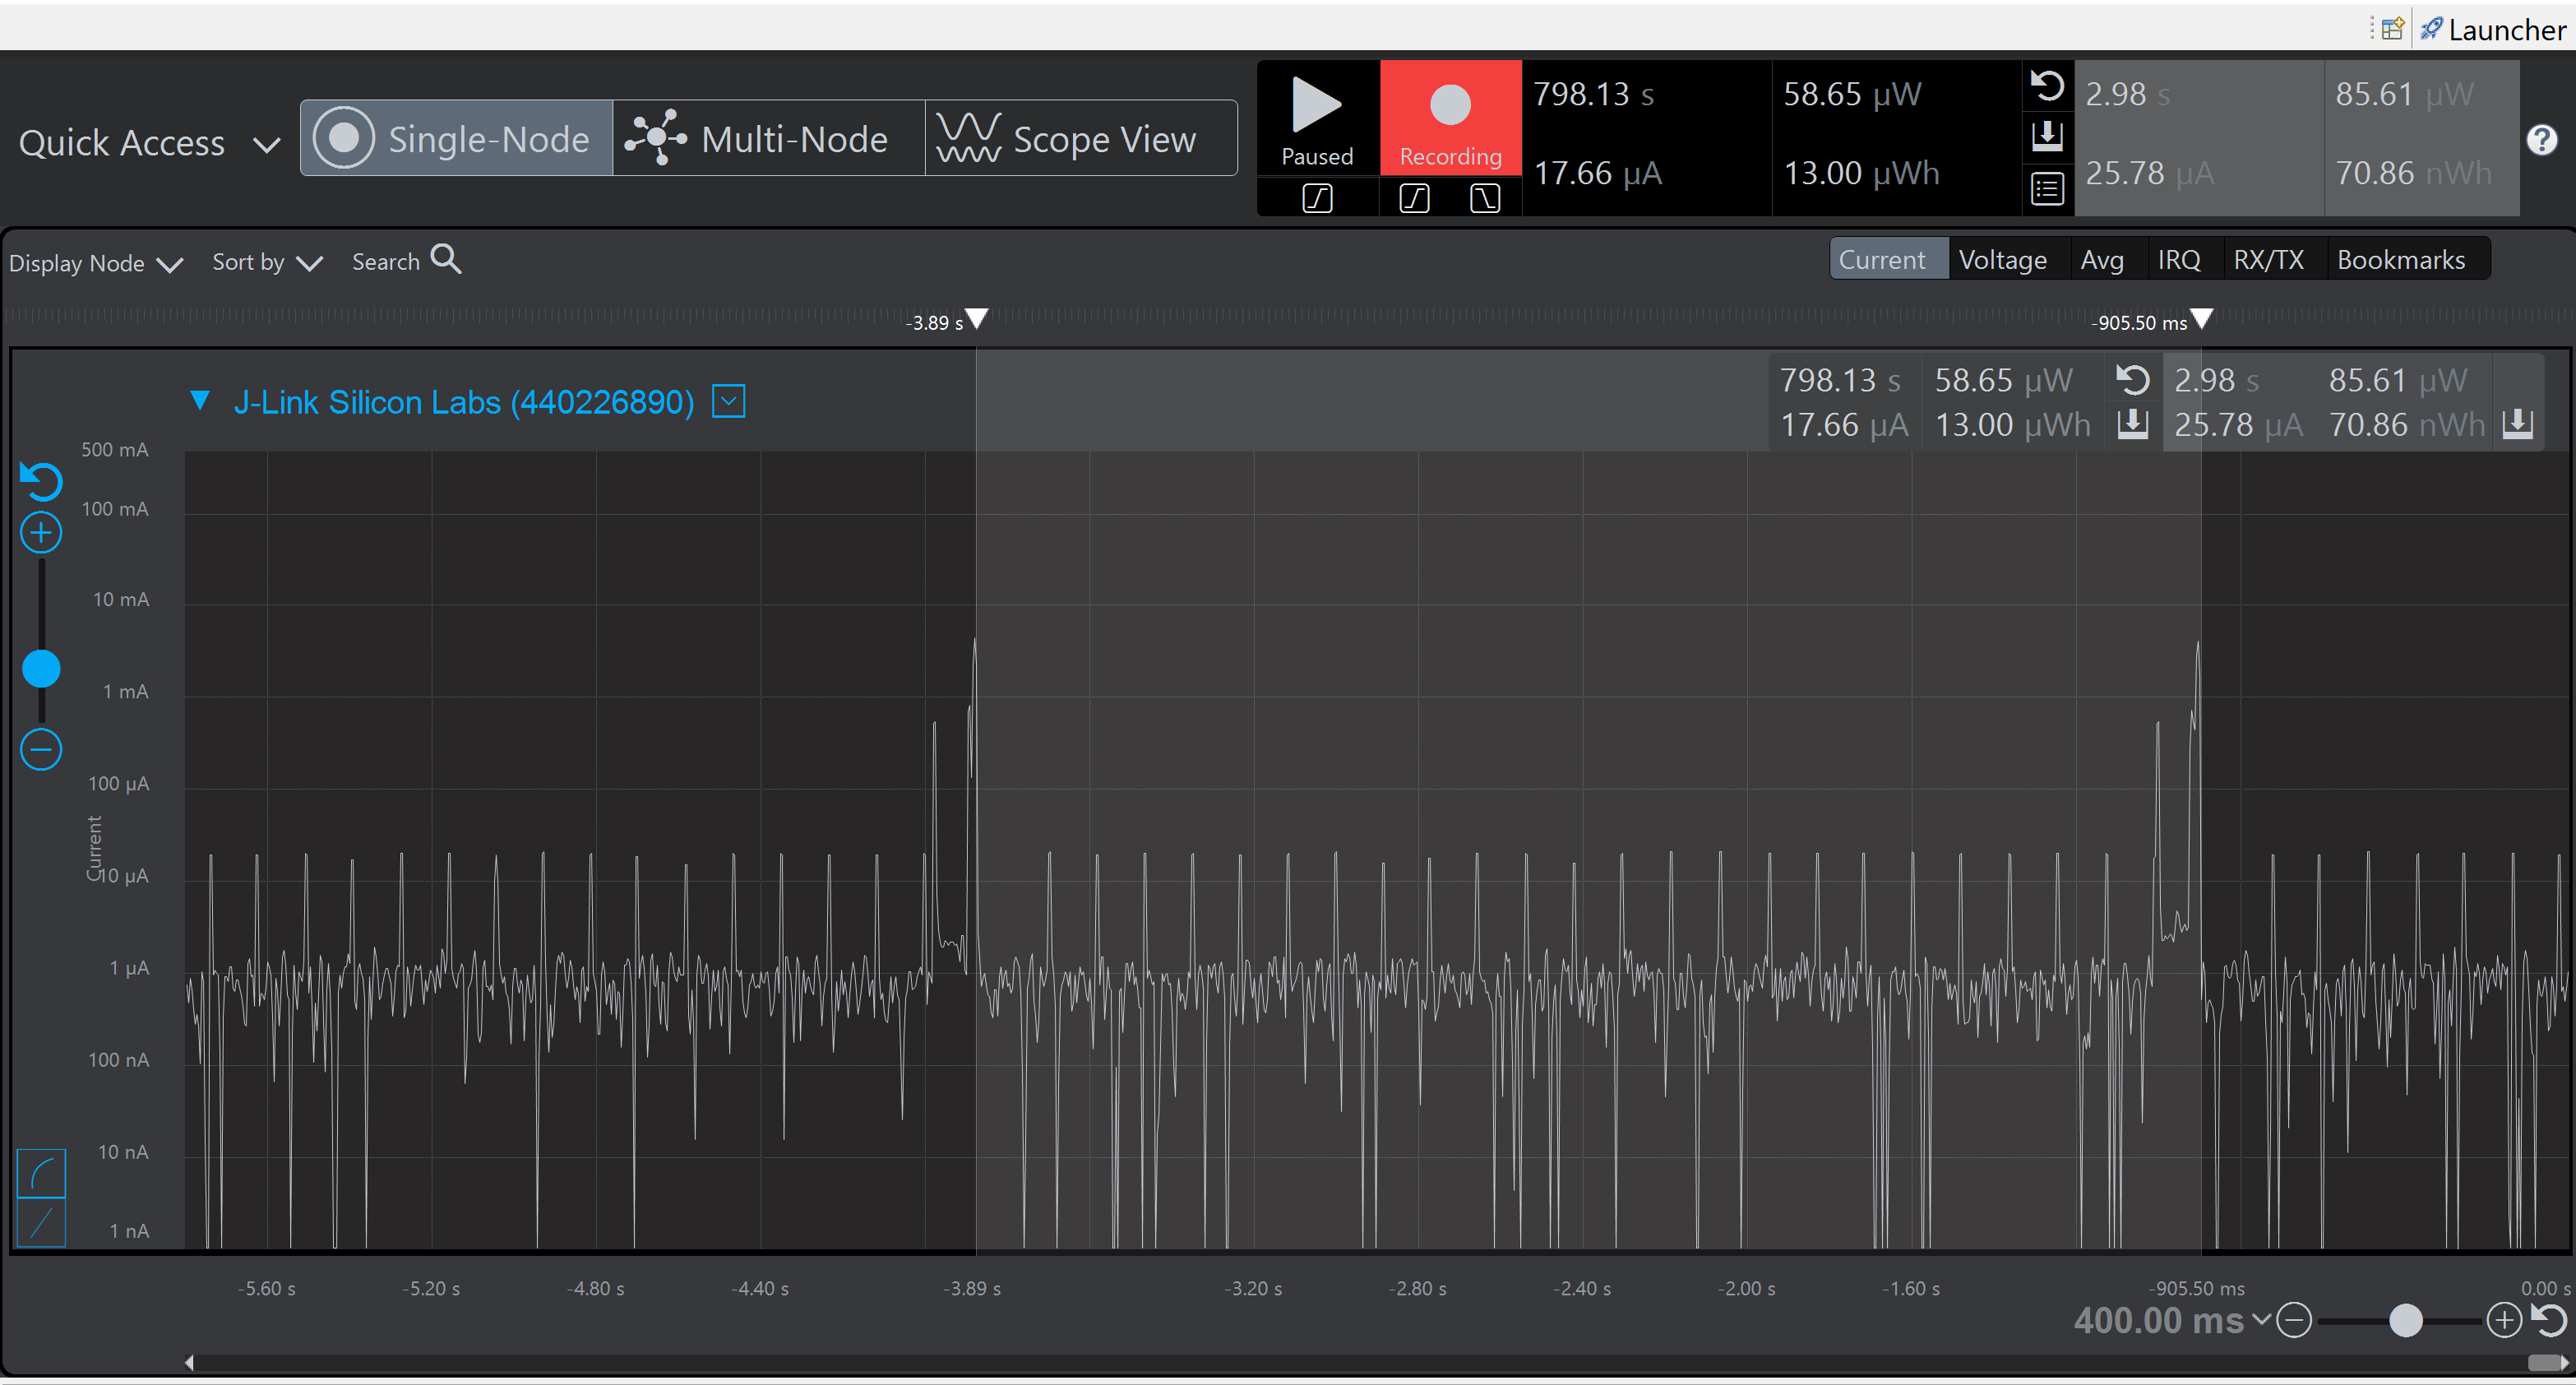 Launcher
Quick Access
Single-Node
Multi-Node
Scope View
Paused
Recording
798.13 s
58.65 µW
17.66 µA
13.00 µWh
2.98 s
85.61 µW
25.78 µA
70.86 nWh
Display Node
Sort by
Search
Current
Voltage
Avg
IRQ
RX/TX
Bookmarks
-3.89 s
-905.50 ms
J-Link Silicon Labs (440226890)
798.13 s
58.65 µW
2.98 s
85.61 µW
17.66 µA
13.00 µWh
25.78 µA
70.86 nWh
500 mA
100 mA
10 mA
1 mA
100 µA
Current
10 µA
1 µA
100 nA
10 nA
1 nA
-5.60 s
-5.20 s
-4.80 s
-4.40 s
-3.89 s
-3.20 s
-2.80 s
-2.40 s
-2.00 s
-1.60 s
-905.50 ms
0.00 s
400.00 ms